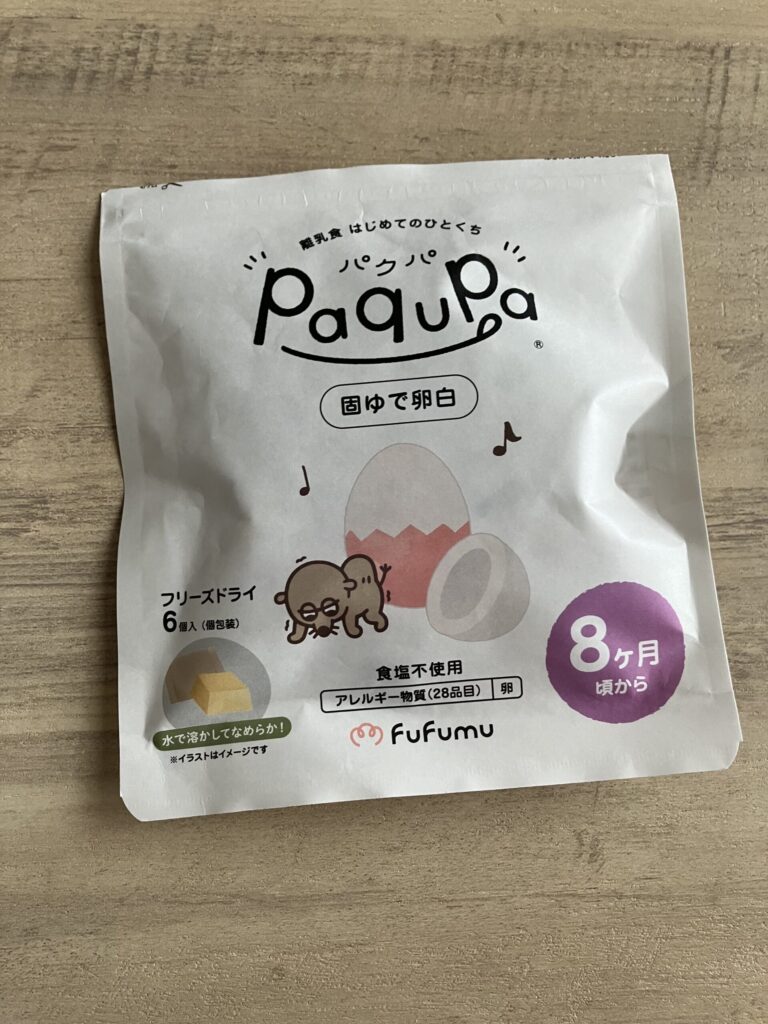 離乳食 はじめてのひとくち
パクパ
PaquPa
®
固ゆで卵白
フリーズドライ
6個入（個包装）
水で溶かしてなめらか！
※イラストはイメージです
食塩不使用
アレルギー物質（28品目） 卵
FuFumu
8ヶ月
頃から